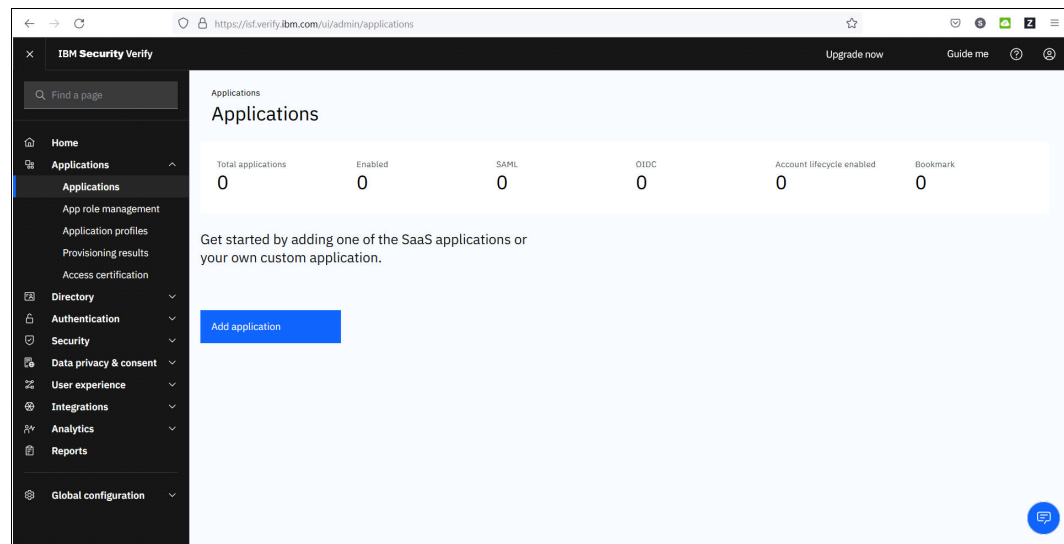 https://isf.verify.ibm.com/ui/admin/applications
S
Z
IBM Security Verify
Upgrade now
Guide me
Find a page
Home
Applications
Applications
App role management
Application profiles
Provisioning results
Access certification
Directory
Authentication
Security
Data privacy & consent
User experience
Integrations
Analytics
Reports
Global configuration
Applications
Applications
Total applications
Enabled
SAML
OIDC
Account lifecycle enabled
Bookmark
0
0
0
0
0
0
Get started by adding one of the SaaS applications or
your own custom application.
Add application